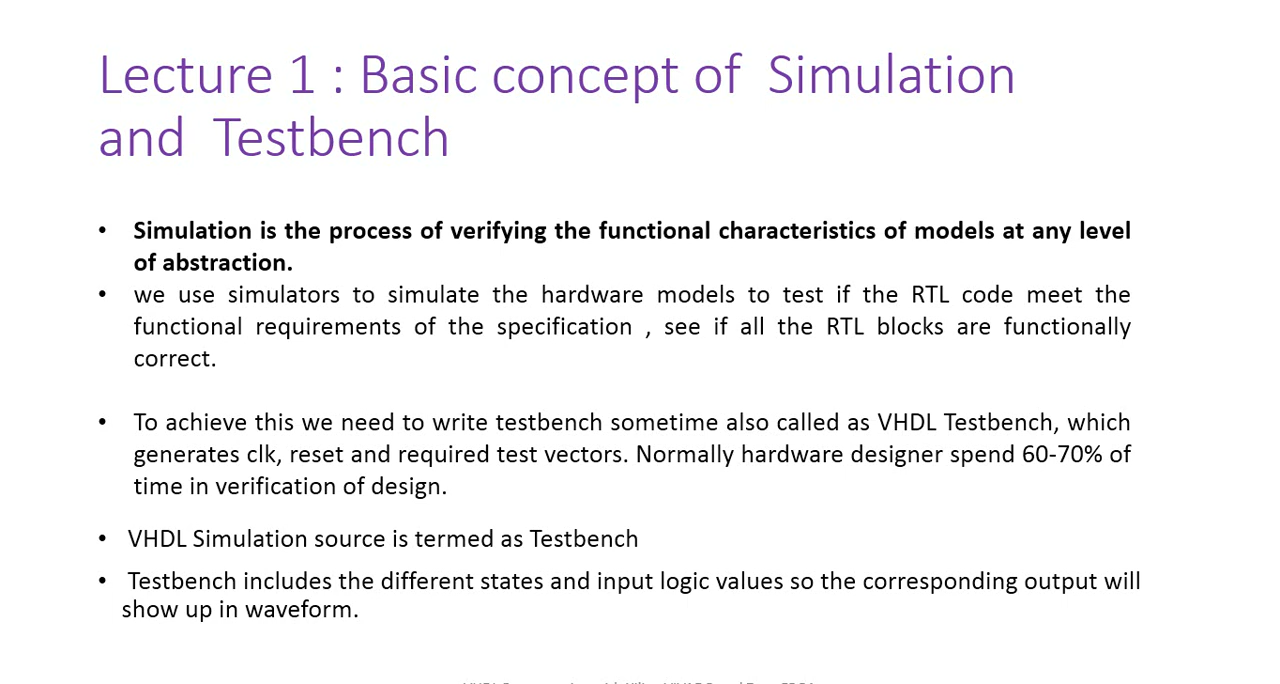 Lecture 1 : Basic concept of  Simulation
and  Testbench
• Simulation is the process of verifying the functional characteristics of models at any level
of abstraction.
• we use simulators to simulate the hardware models to test if the RTL code meet the
functional requirements of the specification , see if all the RTL blocks are functionally
correct.
• To achieve this we need to write testbench sometime also called as VHDL Testbench, which
generates clk, reset and required test vectors. Normally hardware designer spend 60-70% of
time in verification of design.
• VHDL Simulation source is termed as Testbench
• Testbench includes the different states and input logic values so the corresponding output will
show up in waveform.